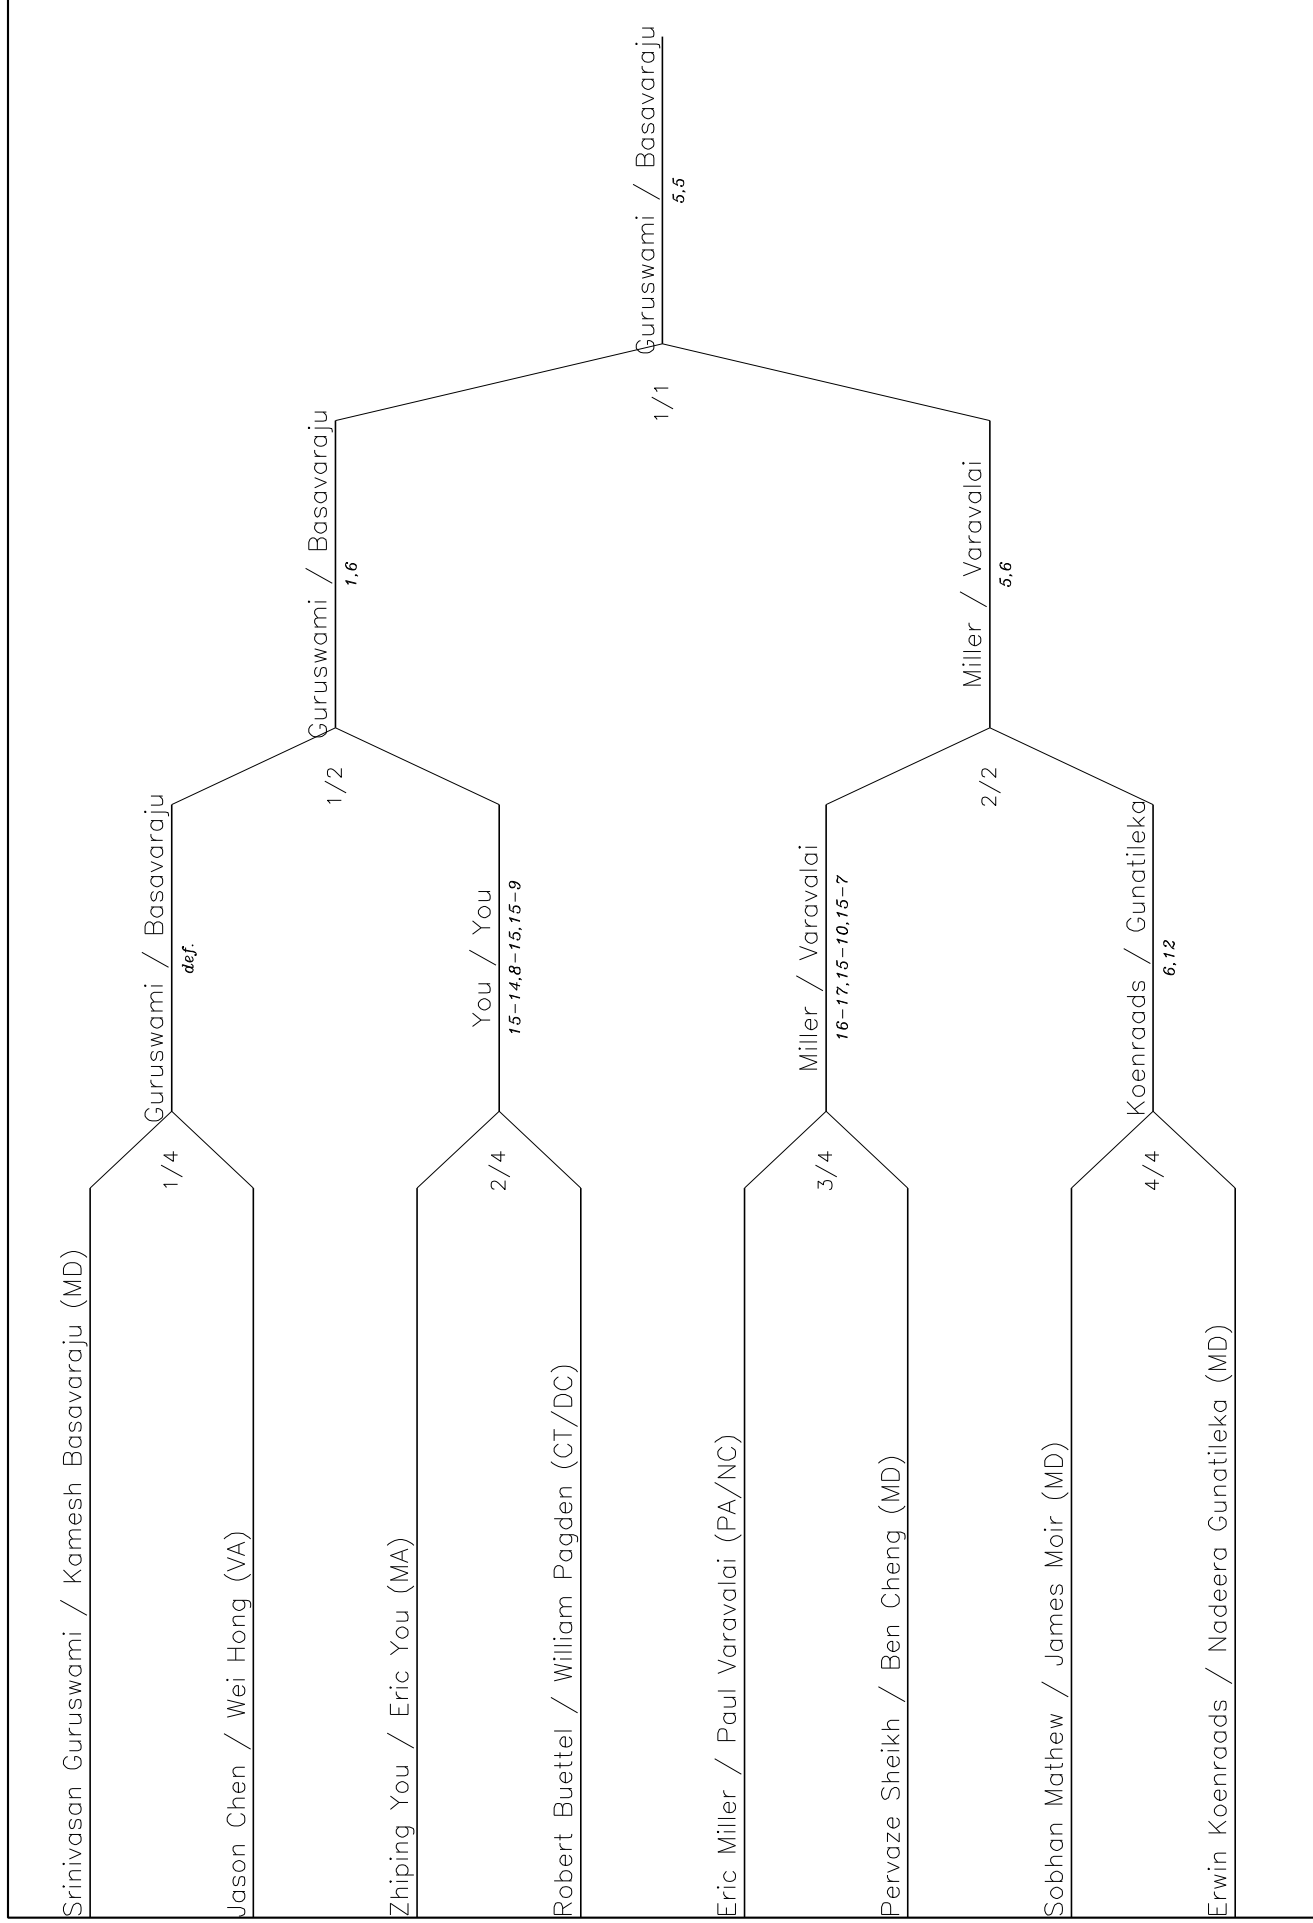 Srinivasan Guruswami / Kamesh Basavaraju (MD)
1/4
Jason Chen / Wei Hong (VA)
Guruswami / Basavaraju
def.
Zhiping You / Eric You (MA)
2/4
Robert Buettel / William Pagden (CT/DC)
You / You
15-14,8-15,15-9
1/2
Guruswami / Basavaraju
1,6
Eric Miller / Paul Varavalai (PA/NC)
3/4
Pervaze Sheikh / Ben Cheng (MD)
Miller / Varavalai
16-17,15-10,15-7
Sobhan Mathew / James Moir (MD)
4/4
Erwin Koenraads / Nadeera Gunatileka (MD)
Koenraads / Gunatileka
6,12
2/2
Miller / Varavalai
5,6
1/1
Guruswami / Basavaraju
5,5